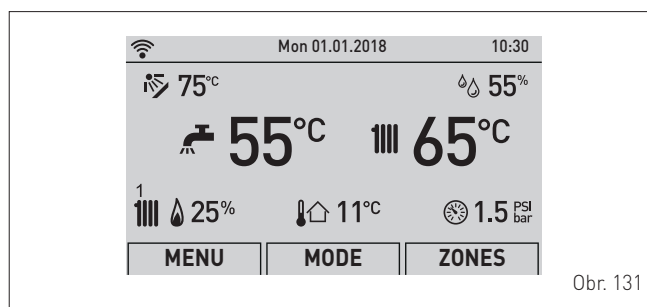 Mon 01.01.2018 10:30
75°C 55%
55°C 65°C
1
25% 11°C 1.5 PSI bar
MENU MODE ZONES
Obr. 131